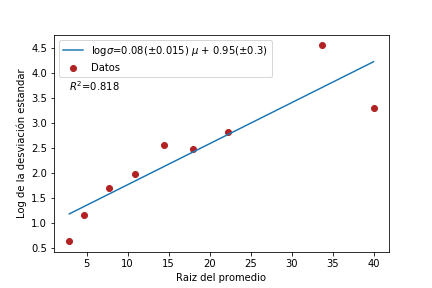 logσ=0.08(±0.015) μ + 0.95(±0.3)
Datos
R²=0.818
4.5
4.0
3.5
3.0
2.5
2.0
1.5
1.0
0.5
Log de la desviación estandar
5 10 15 20 25 30 35 40
Raiz del promedio